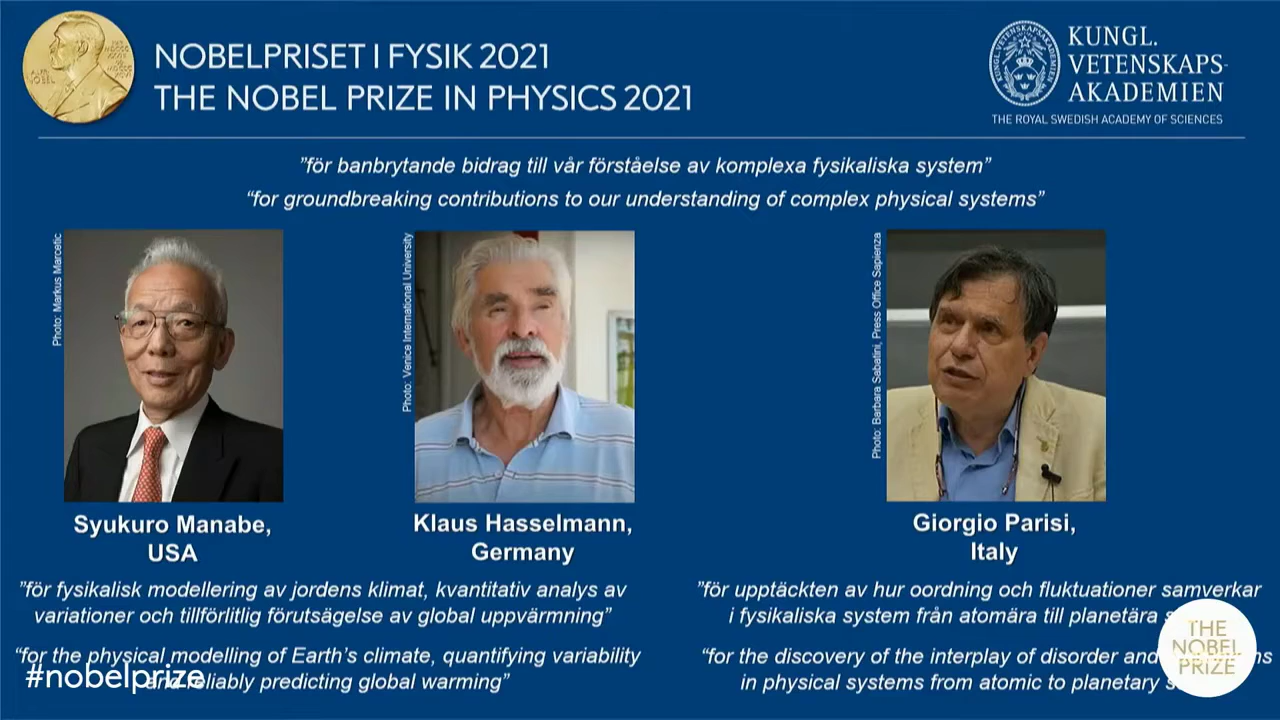 NOBELPRISET I FYSIK 2021
THE NOBEL PRIZE IN PHYSICS 2021
KUNGL.
VETENSKAPS-
AKADEMIEN
THE ROYAL SWEDISH ACADEMY OF SCIENCES
”för banbrytande bidrag till vår förståelse av komplexa fysikaliska system”
“for groundbreaking contributions to our understanding of complex physical systems”
Photo: Markus Marcetic
Photo: Venice International University
Photo: Barbara Sabatini, Press Office Sapienza
Syukuro Manabe,
USA
Klaus Hasselmann,
Germany
Giorgio Parisi,
Italy
”för fysikalisk modellering av jordens klimat, kvantitativ analys av
variationer och tillförlitlig förutsägelse av global uppvärmning”
“for the physical modelling of Earth’s climate, quantifying variability
and reliably predicting global warming”
”för upptäckten av hur oordning och fluktuationer samverkar
i fysikaliska system från atomära till planetära
“for the discovery of the interplay of disorder and
in physical systems from atomic to planetary
#nobelprize
THE
NOBEL
PRIZE